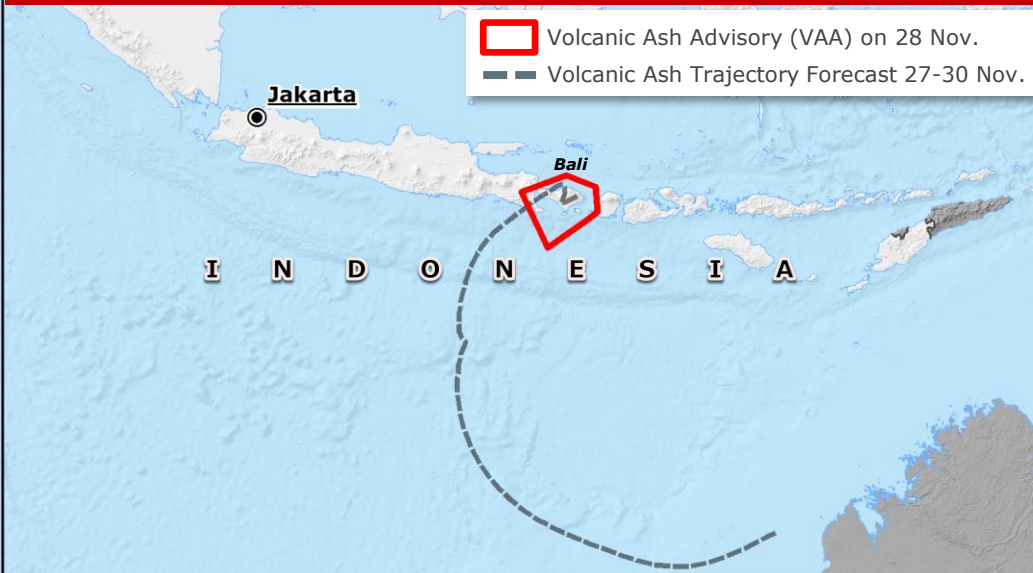 Volcanic Ash Advisory (VAA) on 28 Nov.
Volcanic Ash Trajectory Forecast 27-30 Nov.
Jakarta
Bali
I N D O N E S I A